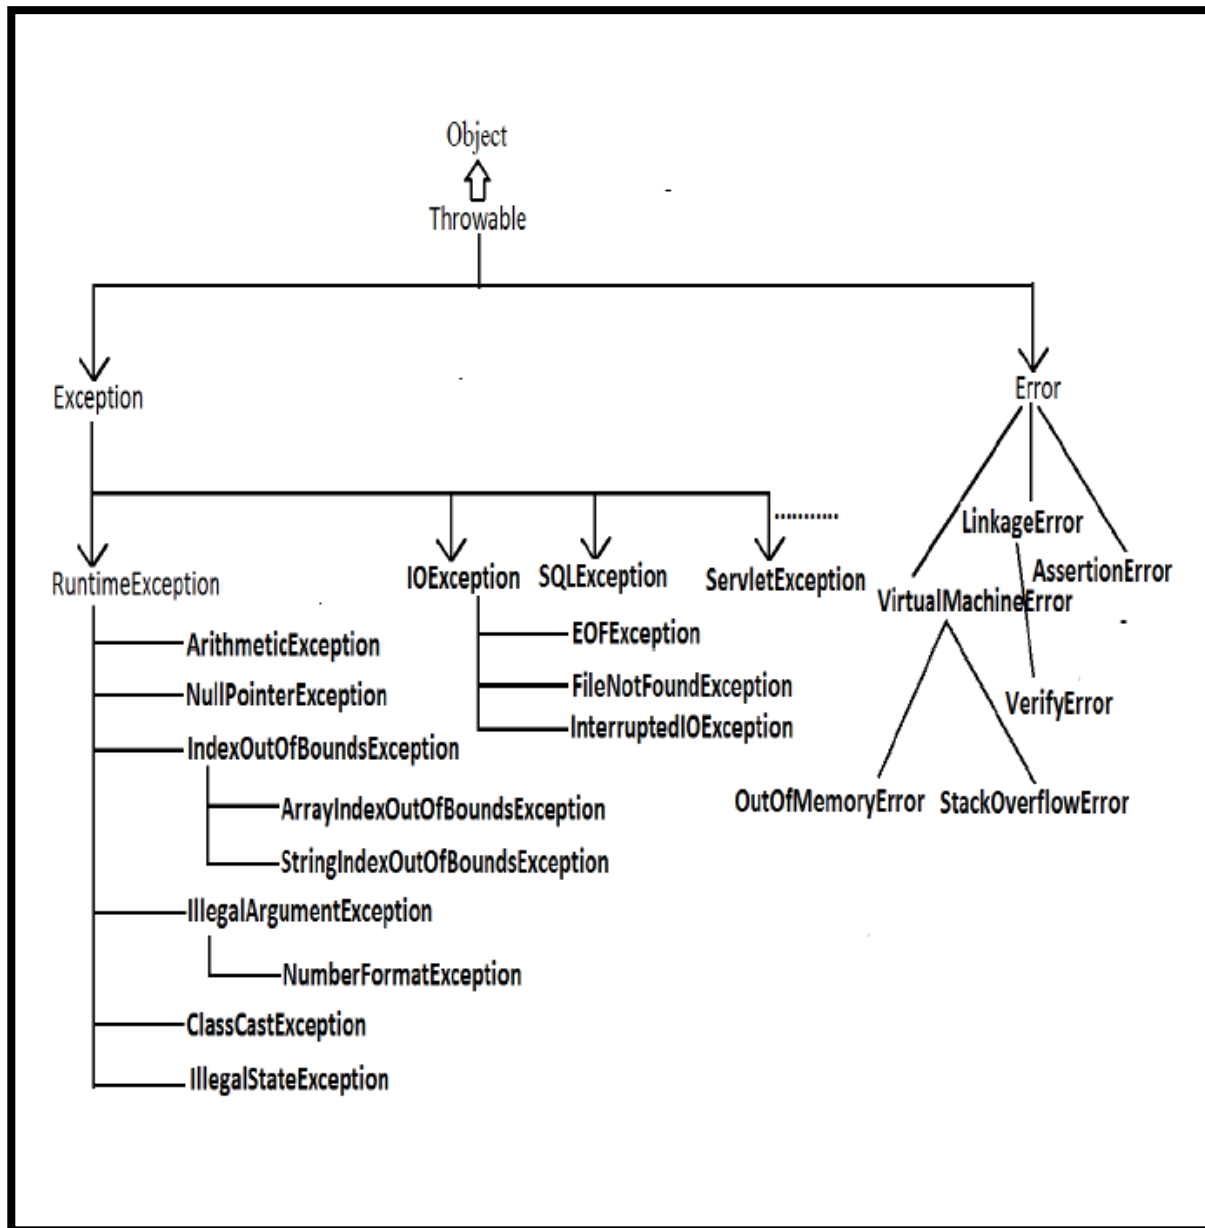 Object
Throwable
Exception
Error
...........
LinkageError
RuntimeException
IOException
SQLException
ServletException
AssertionError
VirtualMachineError
ArithmeticException
EOFException
NullPointerException
FileNotFoundException
VerifyError
InterruptedIOException
IndexOutOfBoundsException
ArrayIndexOutOfBoundsException
OutOfMemoryError
StackOverflowError
StringIndexOutOfBoundsException
IllegalArgumentException
NumberFormatException
ClassCastException
IllegalStateException